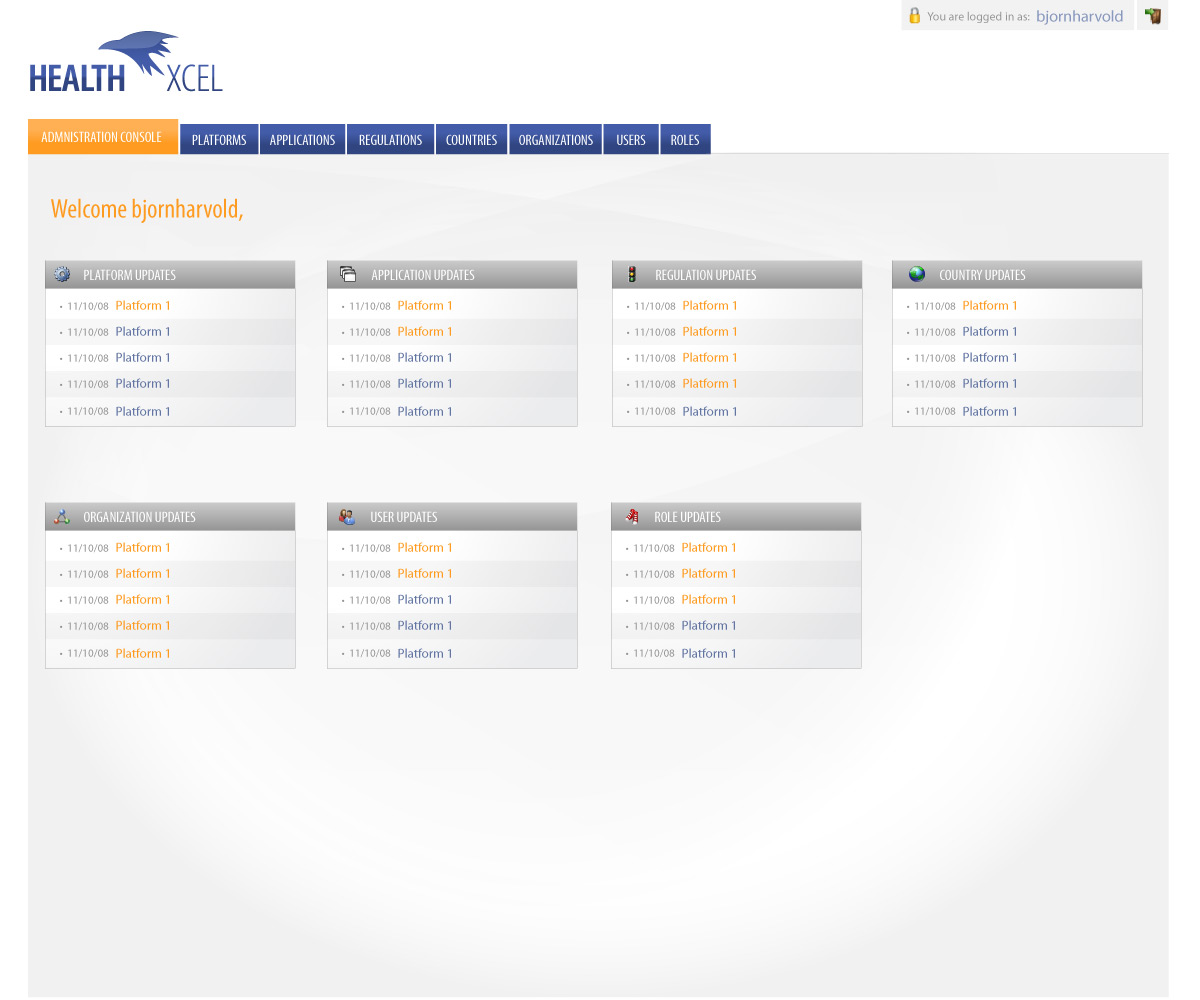 You are logged in as: bjornharvold
HEALTH XCEL
ADMNISTRATION CONSOLE PLATFORMS APPLICATIONS REGULATIONS COUNTRIES ORGANIZATIONS USERS ROLES
Welcome bjornharvold,
PLATFORM UPDATES
• 11/10/08 Platform 1
• 11/10/08 Platform 1
• 11/10/08 Platform 1
• 11/10/08 Platform 1
• 11/10/08 Platform 1
APPLICATION UPDATES
• 11/10/08 Platform 1
• 11/10/08 Platform 1
• 11/10/08 Platform 1
• 11/10/08 Platform 1
• 11/10/08 Platform 1
REGULATION UPDATES
• 11/10/08 Platform 1
• 11/10/08 Platform 1
• 11/10/08 Platform 1
• 11/10/08 Platform 1
• 11/10/08 Platform 1
COUNTRY UPDATES
• 11/10/08 Platform 1
• 11/10/08 Platform 1
• 11/10/08 Platform 1
• 11/10/08 Platform 1
• 11/10/08 Platform 1
ORGANIZATION UPDATES
• 11/10/08 Platform 1
• 11/10/08 Platform 1
• 11/10/08 Platform 1
• 11/10/08 Platform 1
• 11/10/08 Platform 1
USER UPDATES
• 11/10/08 Platform 1
• 11/10/08 Platform 1
• 11/10/08 Platform 1
• 11/10/08 Platform 1
• 11/10/08 Platform 1
ROLE UPDATES
• 11/10/08 Platform 1
• 11/10/08 Platform 1
• 11/10/08 Platform 1
• 11/10/08 Platform 1
• 11/10/08 Platform 1